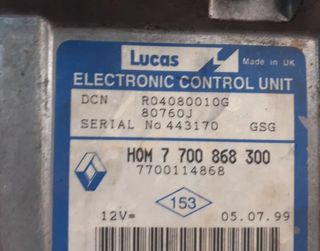 Lucas
Made in UK
ELECTRONIC CONTROL UNIT
DCN R04080010G
80760J
SERIAL No 443170 GSG
HOM 7 700 868 300
7700114868
153
12V= 05.07.99